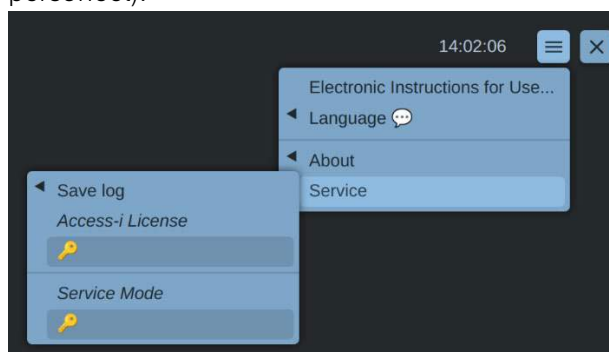 14:02:06
Electronic Instructions for Use...
Language
About
Service
Save log
Access-i License
Service Mode